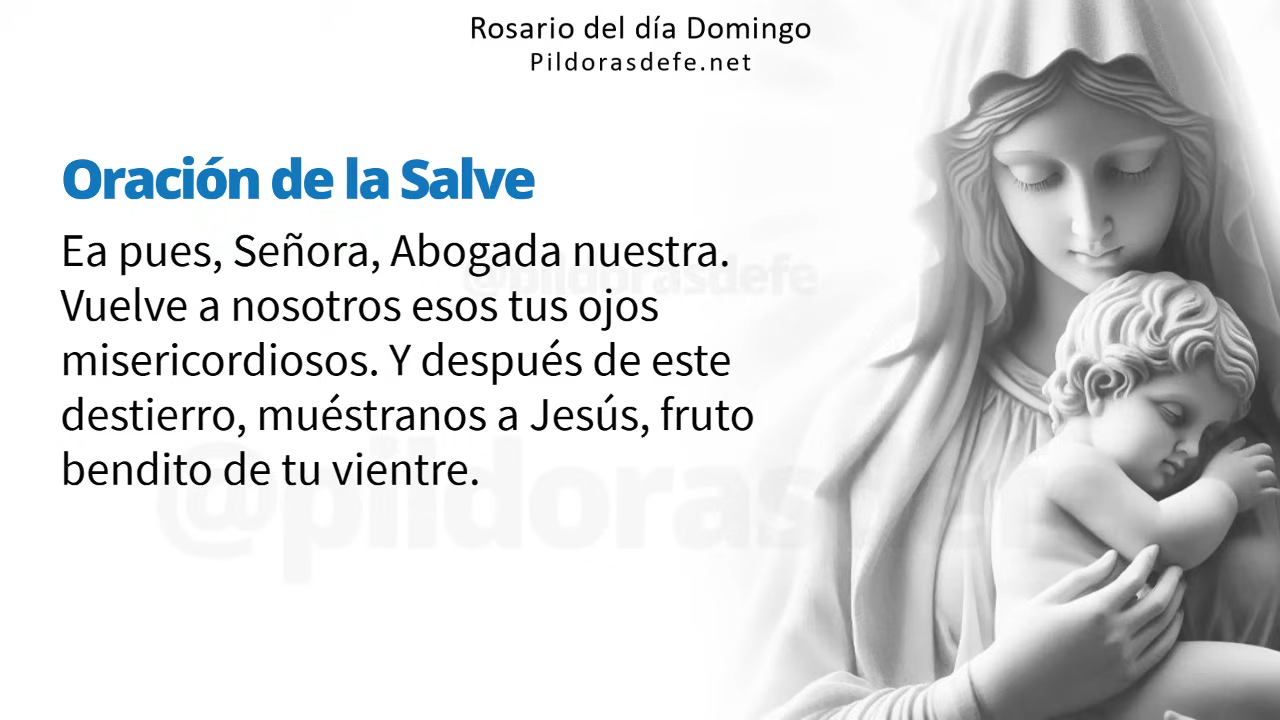 Rosario del día Domingo
Pildorasdefe.net
Oración de la Salve
Ea pues, Señora, Abogada nuestra.
@pildorasdefe
Vuelve a nosotros esos tus ojos
misericordiosos. Y después de este
destierro, muéstranos a Jesús, fruto
bendito de tu vientre.
@pildorasdefe